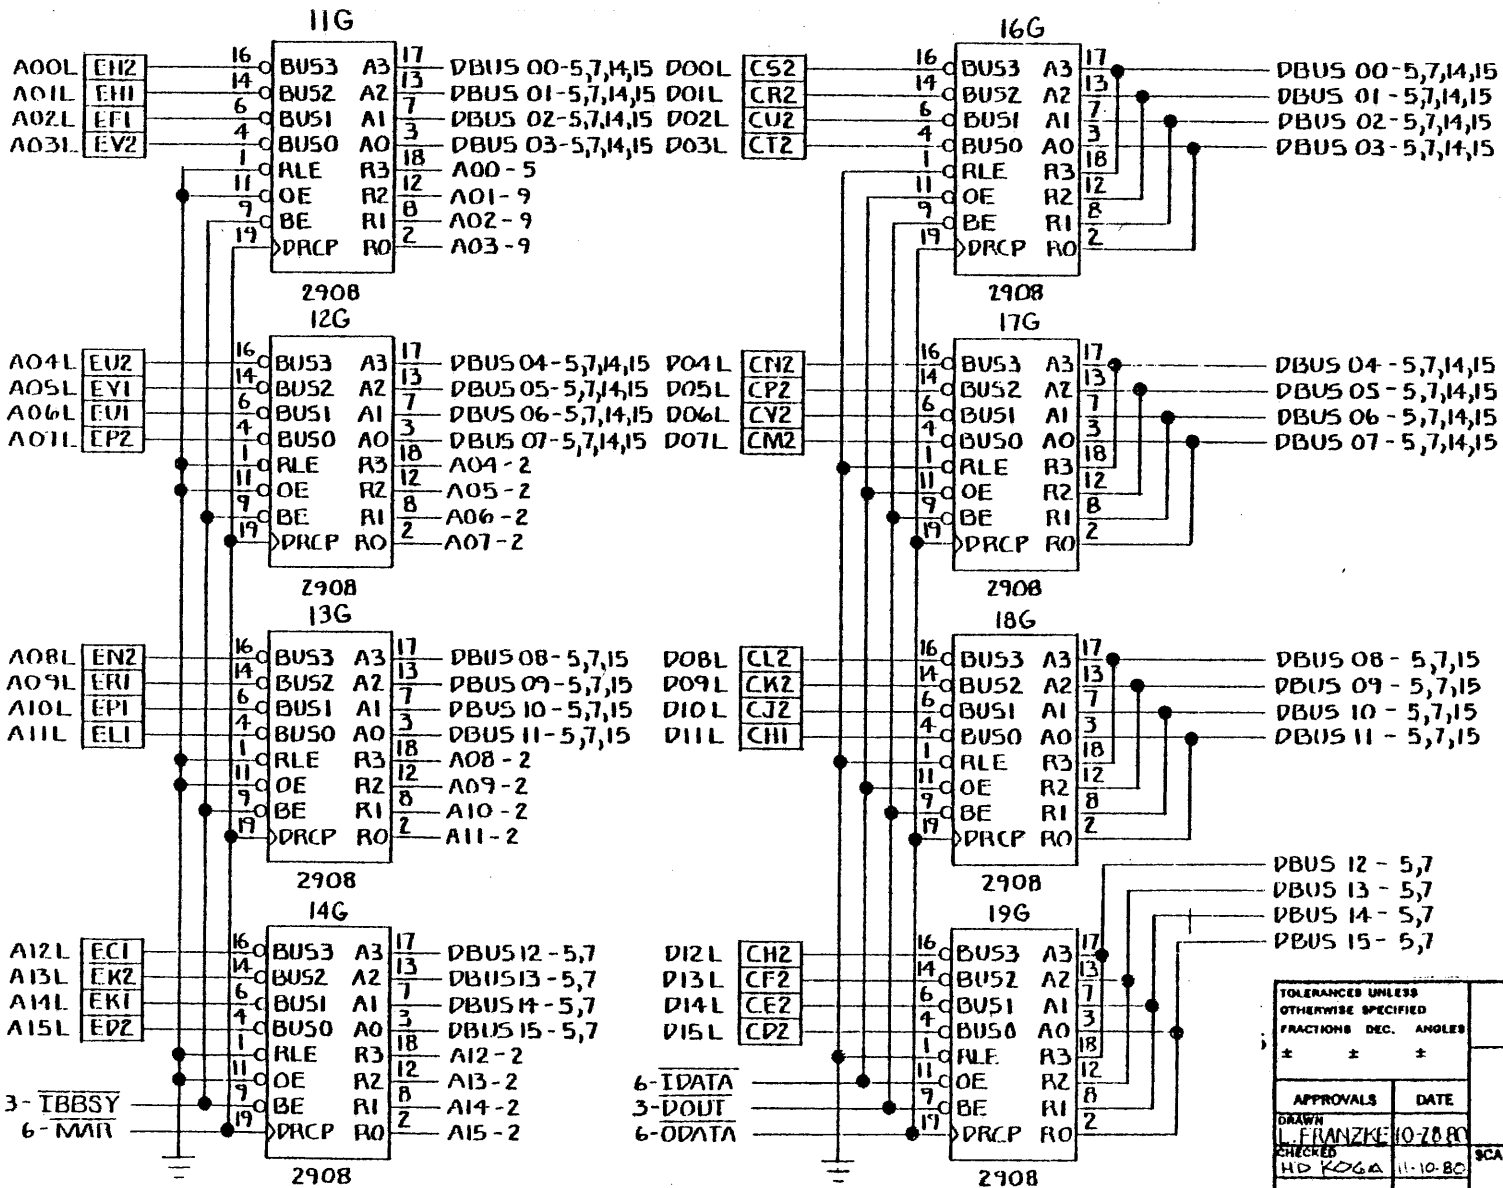 11G
16 BUS3 A3 17
14 BUS2 A2 13
6 BUS1 A1 7
4 BUS0 A0 3
1 RLE R3 18
11 OE R2 12
9 BE R1 8
19 DRCP R0 2
2908
A00L EH2 DBUS 00-5,7,14,15
A01L EH1 DBUS 01-5,7,14,15
A02L EF1 DBUS 02-5,7,14,15
A03L EV2 DBUS 03-5,7,14,15
A00-5
A01-9
A02-9
A03-9
12G
16 BUS3 A3 17
14 BUS2 A2 13
6 BUS1 A1 7
4 BUS0 A0 3
1 RLE R3 18
11 OE R2 12
9 BE R1 8
19 DRCP R0 2
2908
A04L EU2 DBUS 04-5,7,14,15
A05L DBUS 05-5,7,14,15
A06L EU1 DBUS 06-5,7,14,15
A07L EP2 DBUS 07-5,7,14,15
A04-2
A05-2
A06-2
A07-2
13G
16 BUS3 A3 17
14 BUS2 A2 13
6 BUS1 A1 7
4 BUS0 A0 3
1 RLE R3 18
11 OE R2 12
9 BE R1 8
19 DRCP R0 2
2908
A08L EN2 DBUS 08-5,7,15
A09L ER1 DBUS 09-5,7,15
A10L EP1 DBUS 10-5,7,15
A11L EL1 DBUS 11-5,7,15
A08-2
A09-2
A10-2
A11-2
14G
16 BUS3 A3 17
14 BUS2 A2 13
6 BUS1 A1 7
4 BUS0 A0 3
1 RLE R3 18
11 OE R2 12
9 BE R1 8
19 DRCP R0 2
2908
A12L EC1 DBUS12-5,7
A13L EK2 DBUS13-5,7
A14L EK1 DBUS14-5,7
A15L ED2 DBUS15-5,7
A12-2
A13-2
A14-2
A15-2
3-IBBSY
6-MAR
16G
16 BUS3 A3 17
14 BUS2 A2 13
6 BUS1 A1 7
4 BUS0 A0 3
1 RLE R3 18
11 OE R2 12
9 BE R1 8
19 DRCP R0 2
2908
D00L CS2 DBUS 00-5,7,14,15
D01L CR2 DBUS 01-5,7,14,15
D02L CU2 DBUS 02-5,7,14,15
D03L CT2 DBUS 03-5,7,14,15
17G
16 BUS3 A3 17
14 BUS2 A2 13
6 BUS1 A1 7
4 BUS0 A0 3
1 RLE R3 18
11 OE R2 12
9 BE R1 8
19 DRCP R0 2
2908
D04L CN2 DBUS 04-5,7,14,15
D05L CP2 DBUS 05-5,7,14,15
D06L CV2 DBUS 06-5,7,14,15
D07L CM2 DBUS 07-5,7,14,15
18G
16 BUS3 A3 17
14 BUS2 A2 13
6 BUS1 A1 7
4 BUS0 A0 3
1 RLE R3 18
11 OE R2 12
9 BE R1 8
19 DRCP R0 2
2908
D08L CL2 DBUS 08-5,7,15
D09L CK2 DBUS 09-5,7,15
D10L CJ2 DBUS 10-5,7,15
D11L CH1 DBUS 11-5,7,15
19G
16 BUS3 A3 17
14 BUS2 A2 13
6 BUS1 A1 7
4 BUS0 A0 3
1 RLE R3 18
11 OE R2 12
9 BE R1 8
19 DRCP R0 2
2908
D12L CH2 DBUS 12-5,7
D13L CF2 DBUS 13-5,7
D14L CE2 DBUS 14-5,7
D15L CD2 DBUS 15-5,7
6-IDATA
3-DOUT
6-ODATA
TOLERANCES UNLESS
OTHERWISE SPECIFIED
FRACTIONS DEC. ANGLES
± ± ±
APPROVALS DATE
DRAWN
L. FRANZKE 10-28-80
CHECKED
HD KOGA 11-10-80
SCA